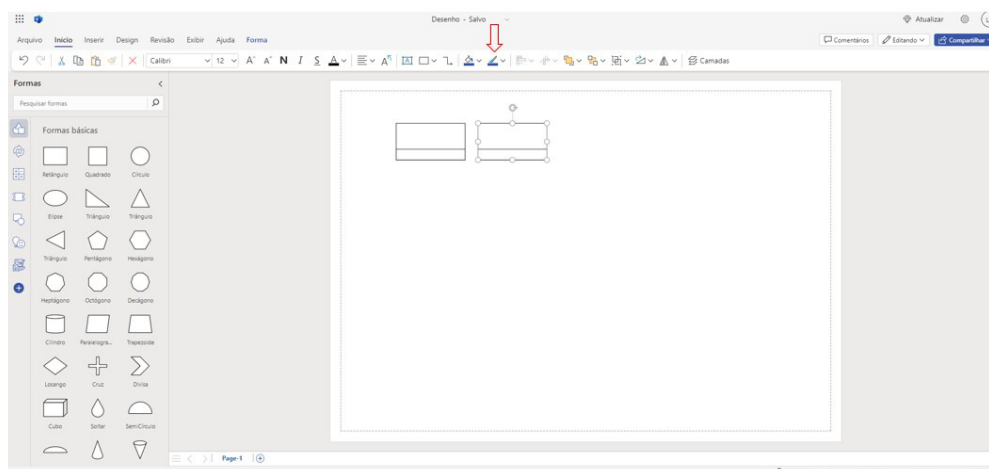 Desenho - Salvo
Atualizar
Arquivo Início Inserir Design Revisão Exibir Ajuda Forma
Comentários Editando Compartilhar
Calibri 12 A A N I S A A Camadas
Formas
Pesquisar formas
Formas básicas
Retângulo Quadrado Círculo
Elipse Triângulo Triângulo
Triângulo Pentágono Hexágono
Heptágono Octógono Decágono
Cilindro Paralelogra... Trapezoide
Losango Cruz Divisa
Cubo Soltar SemiCírculo
Page-1